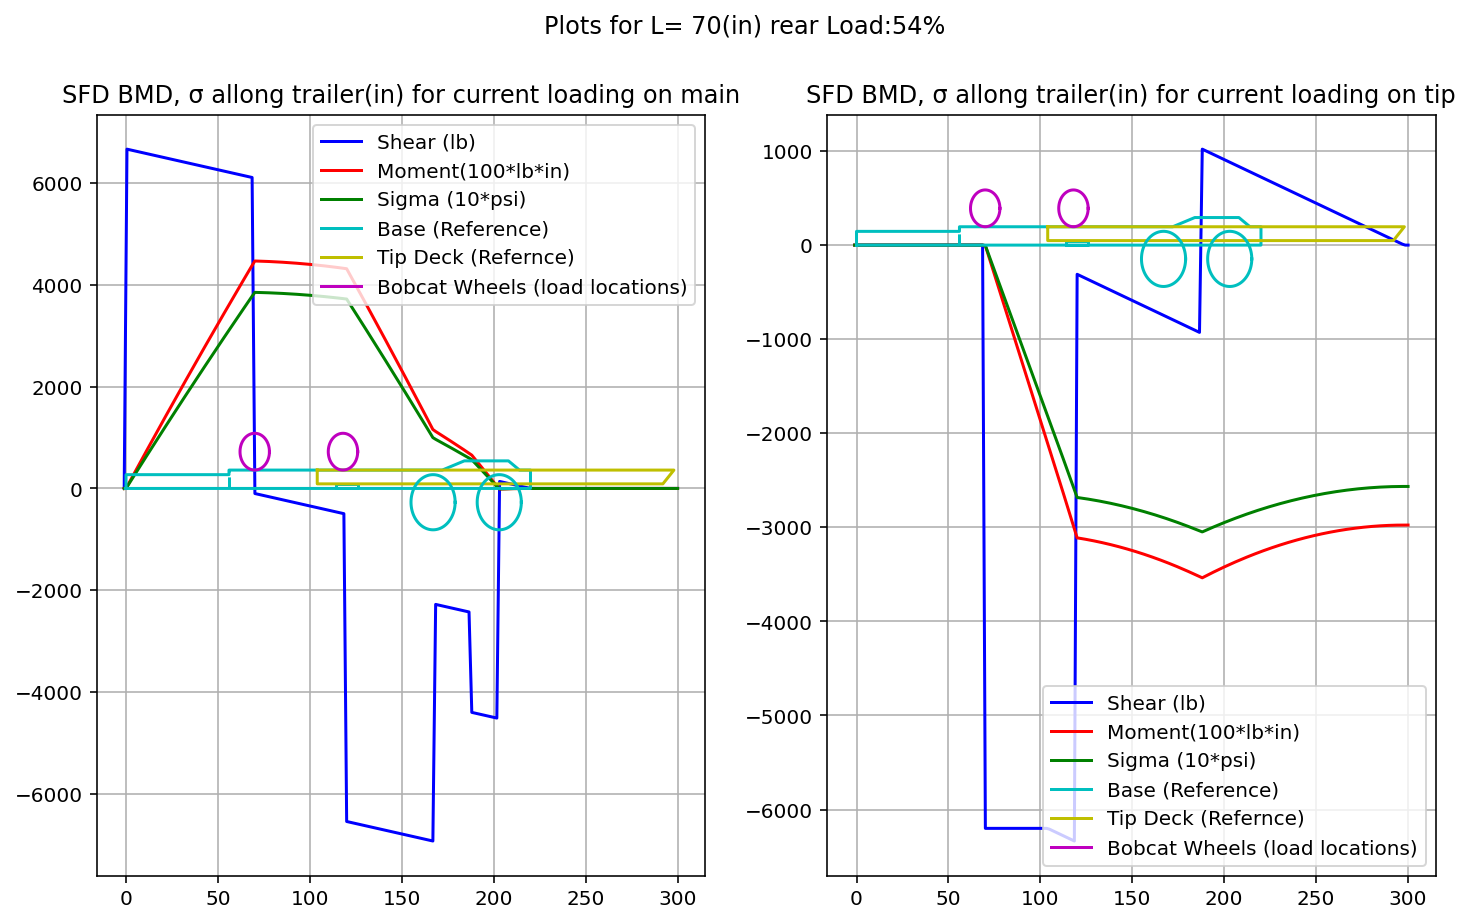 Plots for L= 70(in) rear Load:54%
SFD BMD, σ allong trailer(in) for current loading on main
6000
4000
2000
0
−2000
−4000
−6000
0 50 100 150 200 250 300
Shear (lb)
Moment(100*lb*in)
Sigma (10*psi)
Base (Reference)
Tip Deck (Refernce)
Bobcat Wheels (load locations)
SFD BMD, σ allong trailer(in) for current loading on tip
1000
0
−1000
−2000
−3000
−4000
−5000
−6000
0 50 100 150 200 250 300
Shear (lb)
Moment(100*lb*in)
Sigma (10*psi)
Base (Reference)
Tip Deck (Refernce)
Bobcat Wheels (load locations)